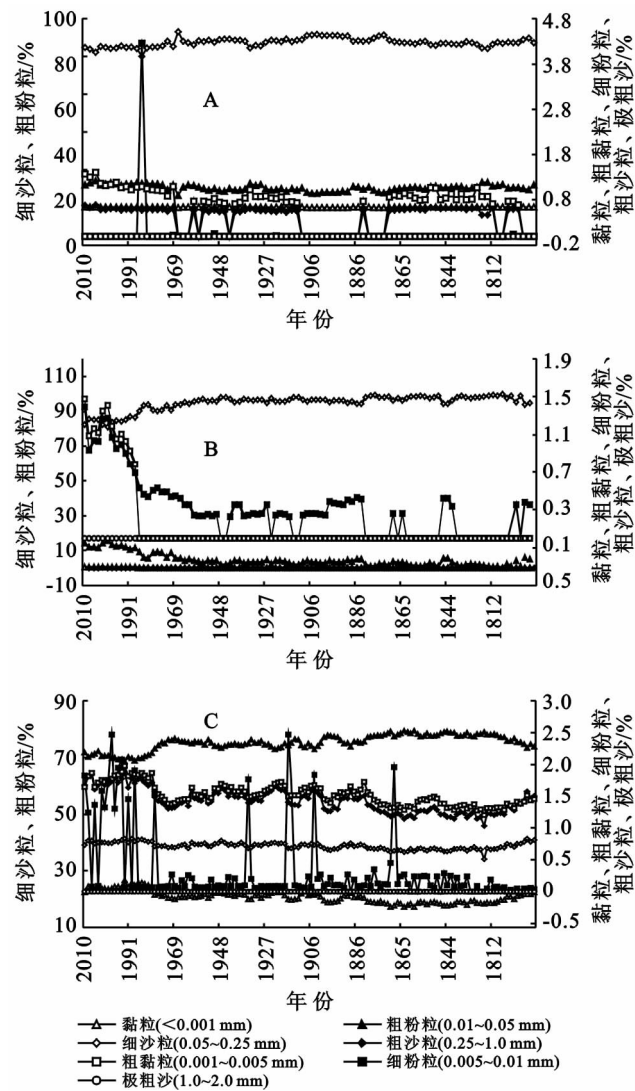 细沙粒、粗粉粒/%
100
80
60
40
20
0
A
4.8
3.8
2.8
1.8
0.8
-0.2
黏粒、粗黏粒、细粉粒、
粗沙粒、极粗沙/%
2010 1991 1969 1948 1927 1906 1886 1865 1844 1812
年份
细沙粒、粗粉粒/%
110
90
70
50
30
10
-10
B
1.9
1.5
1.1
0.7
0.3
0.1
0.5
黏粒、粗黏粒、细粉粒、
粗沙粒、极粗沙/%
2010 1991 1969 1948 1927 1906 1886 1865 1844 1812
年份
细沙粒、粗粉粒/%
90
70
50
30
10
C
3.0
2.5
2.0
1.5
1.0
0.5
0
-0.5
黏粒、粗黏粒、细粉粒、
粗沙粒、极粗沙/%
2010 1991 1969 1948 1927 1906 1886 1865 1844 1812
年份
黏粒(<0.001 mm) 粗粉粒(0.01~0.05 mm)
细沙粒(0.05~0.25 mm) 粗沙粒(0.25~1.0 mm)
粗黏粒(0.001~0.005 mm) 细粉粒(0.005~0.01 mm)
极粗沙(1.0~2.0 mm)